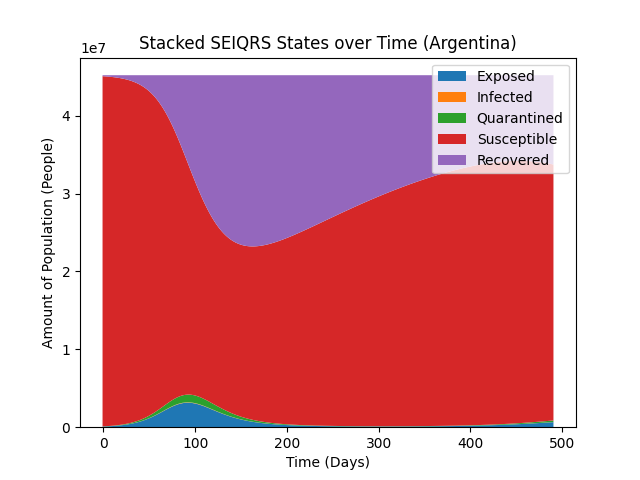 Stacked SEIQRS States over Time (Argentina)
1e7
Amount of Population (People)
4
3
2
1
0
Exposed
Infected
Quarantined
Susceptible
Recovered
0 100 200 300 400 500
Time (Days)